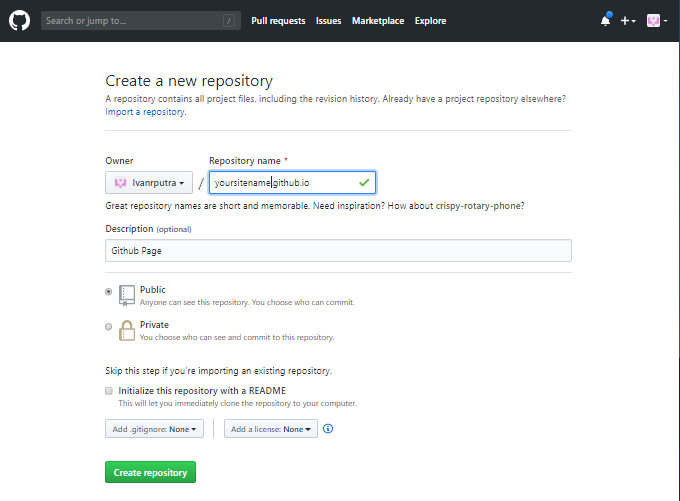 Search or jump to... /
Pull requests Issues Marketplace Explore
Create a new repository
A repository contains all project files, including the revision history. Already have a project repository elsewhere?
Import a repository.
Owner Repository name *
Ivanrputra / yoursitename.github.io
Great repository names are short and memorable. Need inspiration? How about crispy-rotary-phone?
Description (optional)
Github Page
Public
Anyone can see this repository. You choose who can commit.
Private
You choose who can see and commit to this repository.
Skip this step if you're importing an existing repository.
Initialize this repository with a README
This will let you immediately clone the repository to your computer.
Add .gitignore: None Add a license: None
Create repository